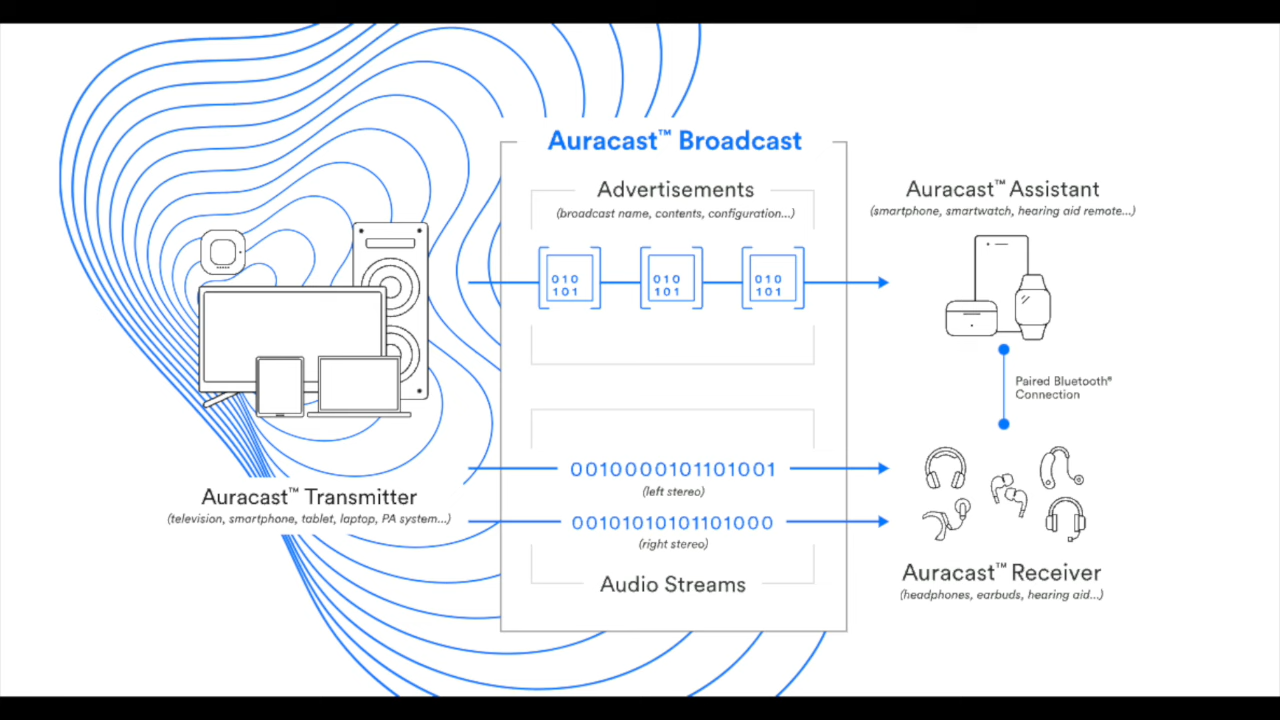 Auracast™ Broadcast
Advertisements
(broadcast name, contents, configuration...)
010
101
010
101
010
101
Auracast™ Assistant
(smartphone, smartwatch, hearing aid remote...)
Paired Bluetooth®
Connection
Auracast™ Transmitter
(television, smartphone, tablet, laptop, PA system...)
0010000101101001
(left stereo)
00101010101101000
(right stereo)
Audio Streams
Auracast™ Receiver
(headphones, earbuds, hearing aid...)